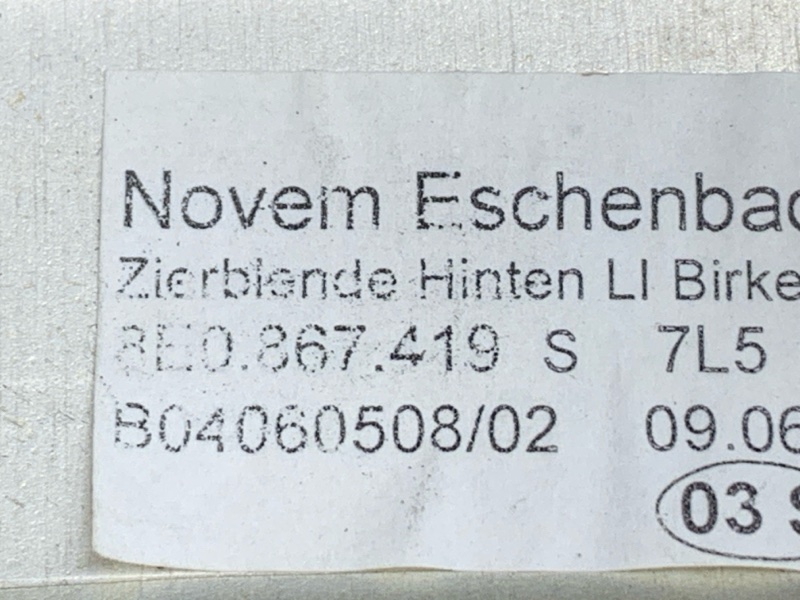 Novem Eschenbac
Zierblende Hinten LI Birke
8E0.867.419 S 7L5
B04060508/02 09.06
03 S